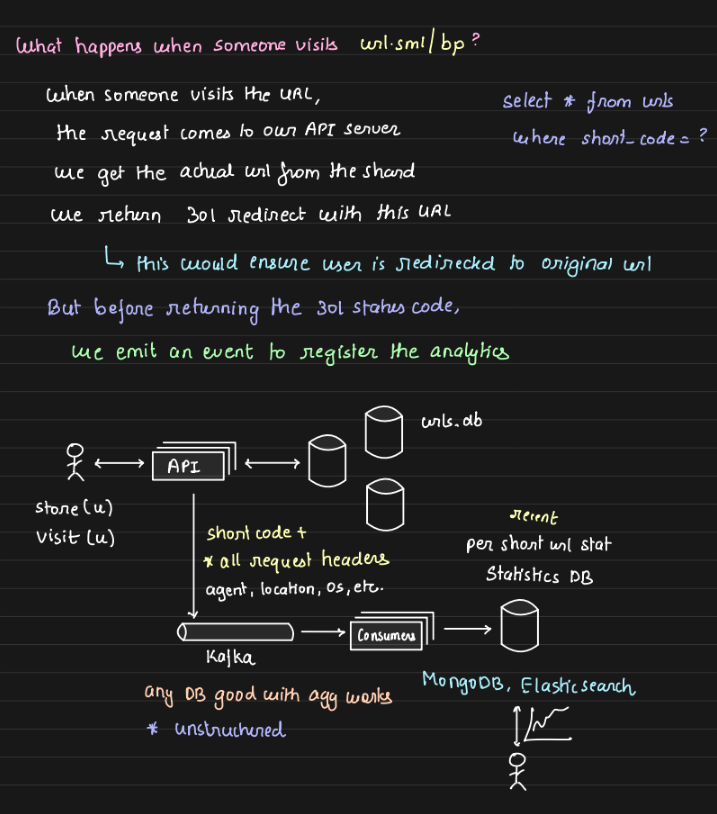 What happens when someone visits url.sml/bp?
When someone visits the URL,
the request comes to our API server
we get the actual url from the shard
we return 301 redirect with this URL
select * from urls
where short_code = ?
↳ this would ensure user is redirected to original url
But before returning the 301 status code,
we emit an event to register the analytics
urls.db
API
store(u)
visit(u)
short code +
* all request headers
agent, location, OS, etc.
recent
per short url stat
Statistics DB
Consumers
Kafka
any DB good with agg works
* unstructured
MongoDB, Elasticsearch